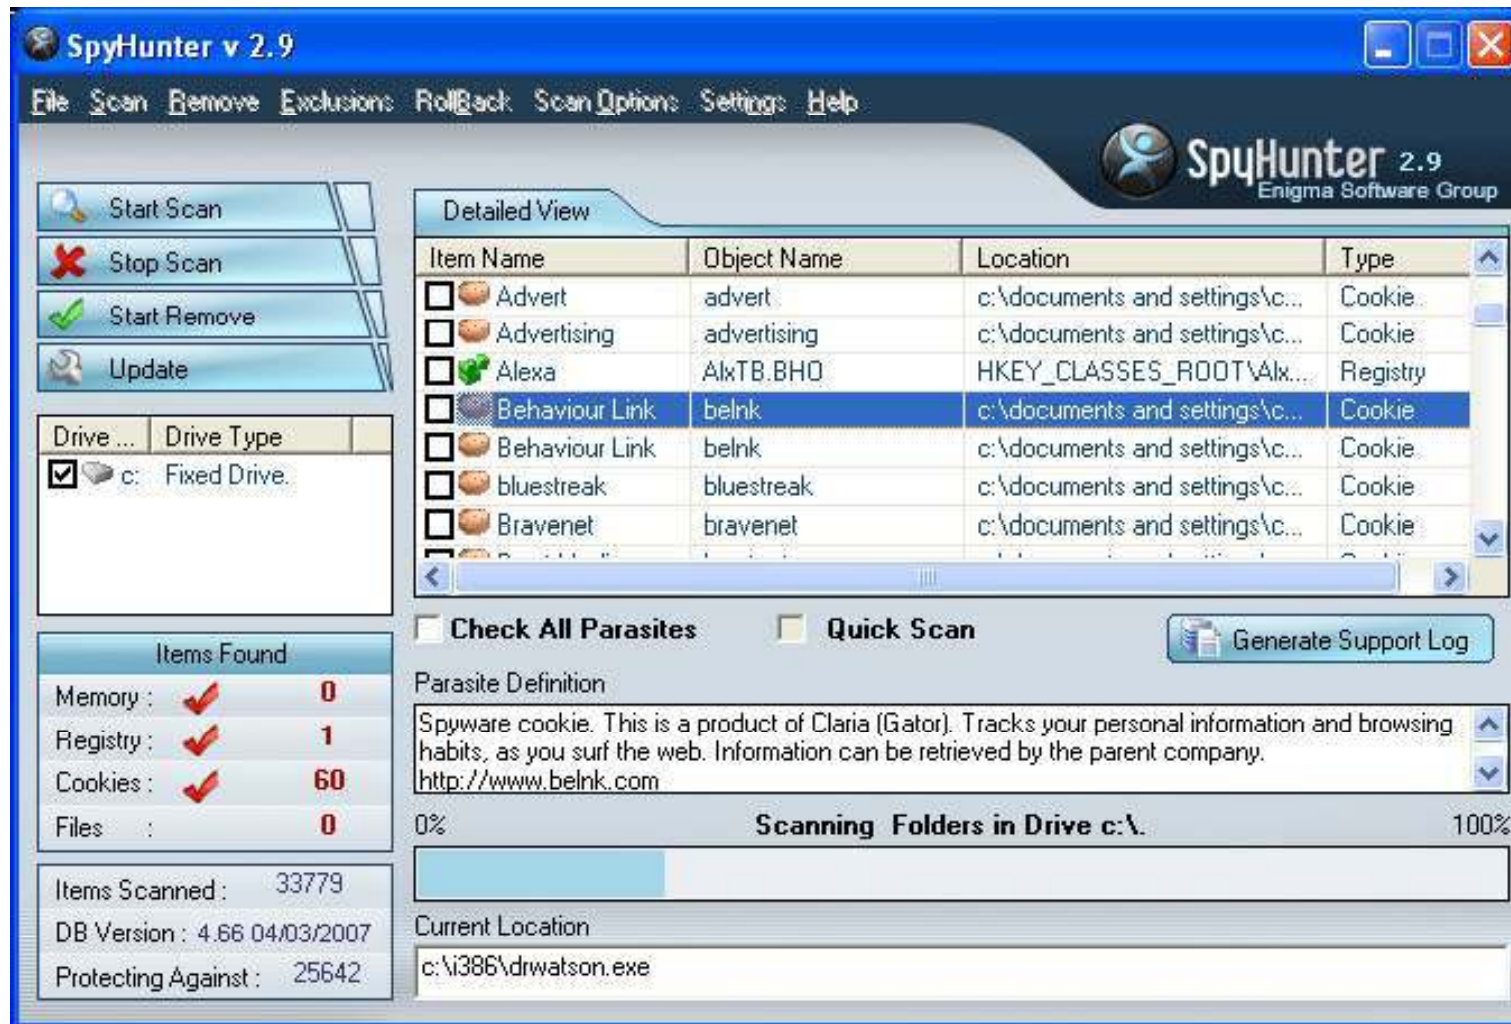 SpyHunter v 2.9
File Scan Remove Exclusions RollBack Scan Options Settings Help
SpyHunter 2.9
Enigma Software Group
Start Scan
Stop Scan
Start Remove
Update
Drive ... Drive Type
c: Fixed Drive.
Items Found
Memory : 0
Registry : 1
Cookies : 60
Files : 0
Items Scanned : 33779
DB Version : 4.66 04/03/2007
Protecting Against : 25642
Detailed View
Item Name Object Name Location Type
Advert advert c:\documents and settings\c... Cookie
Advertising advertising c:\documents and settings\c... Cookie
Alexa AlxTB.BHO HKEY_CLASSES_ROOT\Alx... Registry
Behaviour Link belnk c:\documents and settings\c... Cookie
Behaviour Link belnk c:\documents and settings\c... Cookie
bluestreak bluestreak c:\documents and settings\c... Cookie
Bravenet bravenet c:\documents and settings\c... Cookie
Check All Parasites Quick Scan Generate Support Log
Parasite Definition
Spyware cookie. This is a product of Claria (Gator). Tracks your personal information and browsing
habits, as you surf the web. Information can be retrieved by the parent company.
http://www.belnk.com
0% Scanning Folders in Drive c:\. 100%
Current Location
c:\i386\drwatson.exe